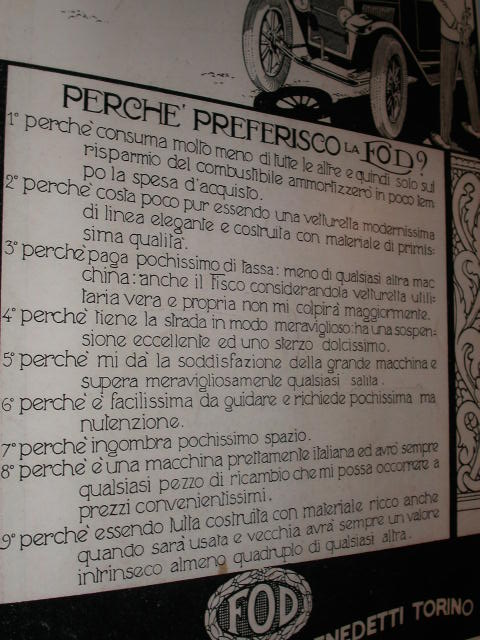 PERCHE' PREFERISCO LA FOD?
1° perchè consuma molto meno di tutte le altre e quindi solo sul
risparmio del combustibile ammortizzerò in poco tem
po la spesa d'acquisto.
2° perchè costa poco pur essendo una vetturetta modernissima
di linea elegante e costruita con materiale di primis:
sima qualità.
3° perchè paga pochissimo di tassa: meno di qualsiasi altra mac
china: anche il Fisco considerandola vetturetta utili:
taria vera e propria non mi colpirà maggiormente.
4° perchè tiene la strada in modo meraviglioso: ha una sospen:
sione eccellente ed uno sterzo dolcissimo.
5° perchè mi dà la soddisfazione della grande macchina e
supera meravigliosamente qualsiasi salita.
6° perchè è facilissima da guidare e richiede pochissima ma
nutenzione.
7° perchè ingombra pochissimo spazio.
8° perchè è una macchina prettamente italiana ed avrò sempre
qualsiasi pezzo di ricambio che mi possa occorrere a
prezzi convenientissimi.
9° perchè essendo tutta costruita con materiale ricco anche
quando sarà usata e vecchia avrà sempre un valore
intrinseco almeno quadruplo di qualsiasi altra.
FOD
ENEDETTI TORINO